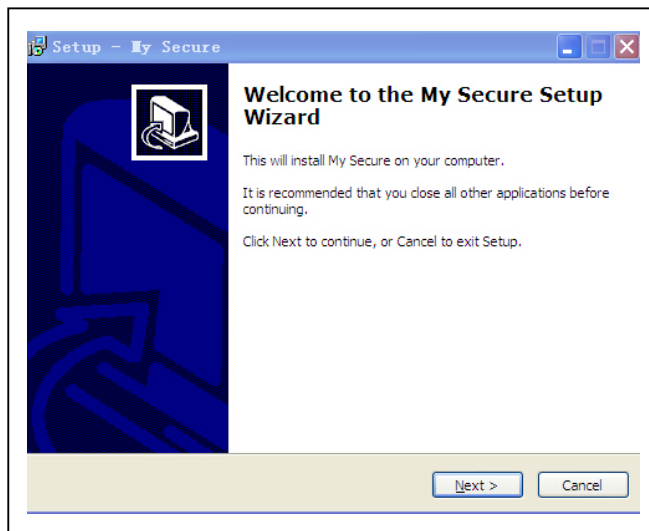 Setup - My Secure
Welcome to the My Secure Setup
Wizard
This will install My Secure on your computer.
It is recommended that you close all other applications before
continuing.
Click Next to continue, or Cancel to exit Setup.
Next >
Cancel